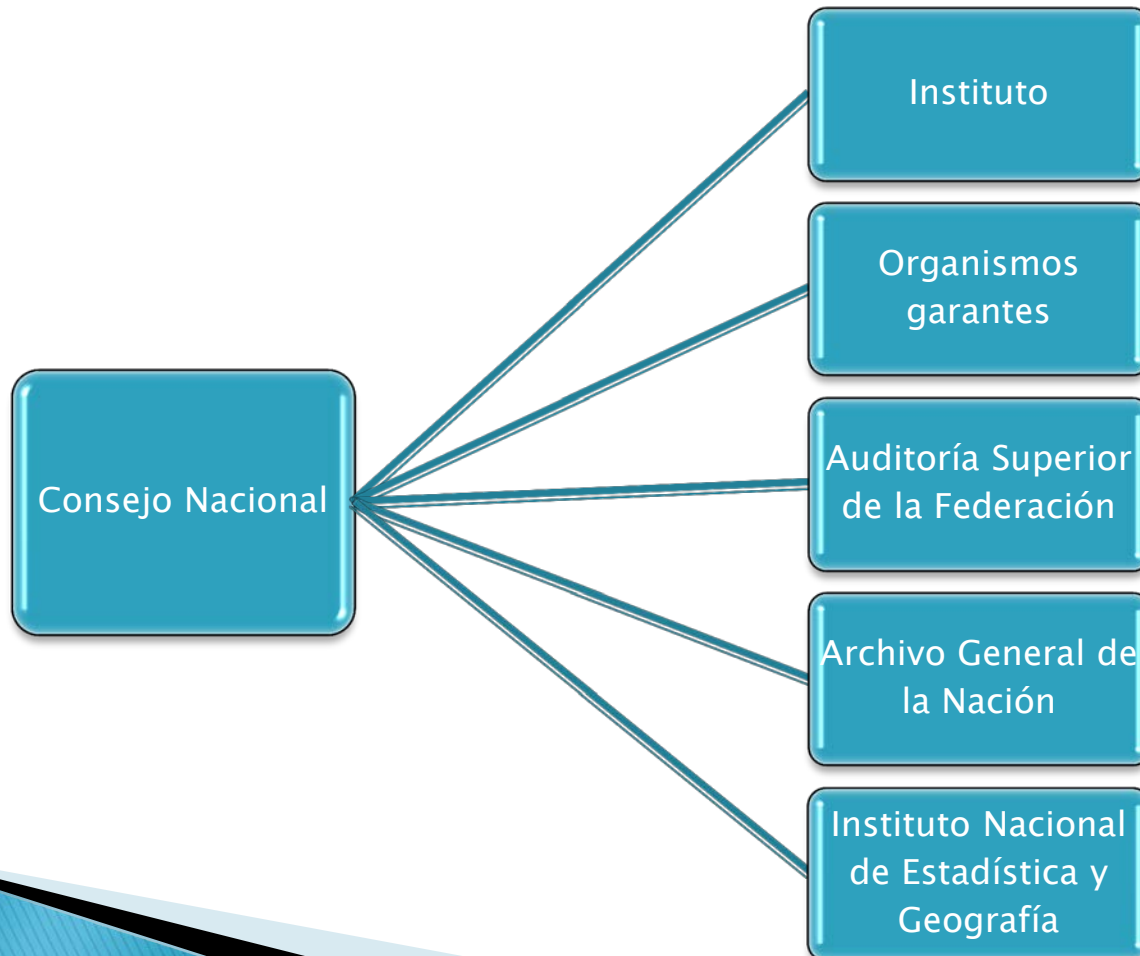 Instituto
Organismos
garantes
Consejo Nacional
Auditoría Superior
de la Federación
Archivo General de
la Nación
Instituto Nacional
de Estadística y
Geografía